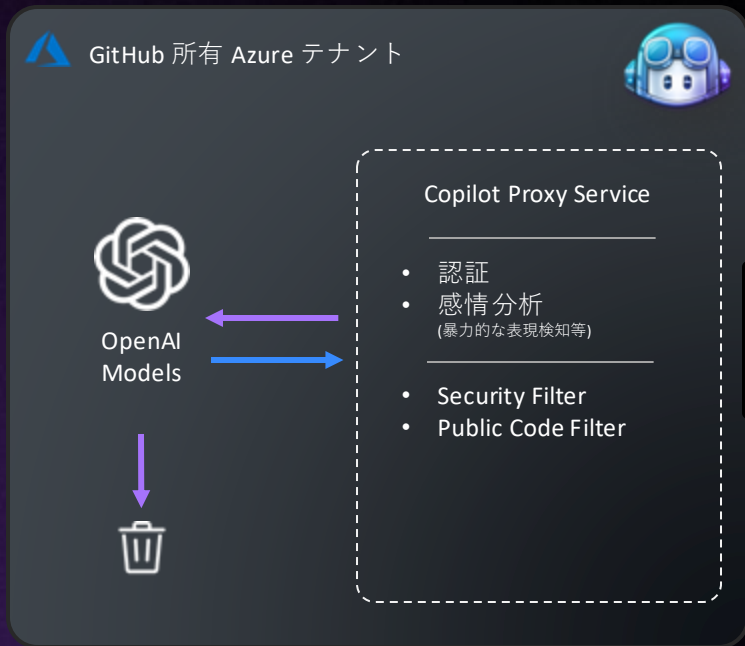 GitHub 所有 Azure テナント
Copilot Proxy Service
• 認証
• 感情分析
(暴力的な表現検知等)
OpenAI
Models
• Security Filter
• Public Code Filter